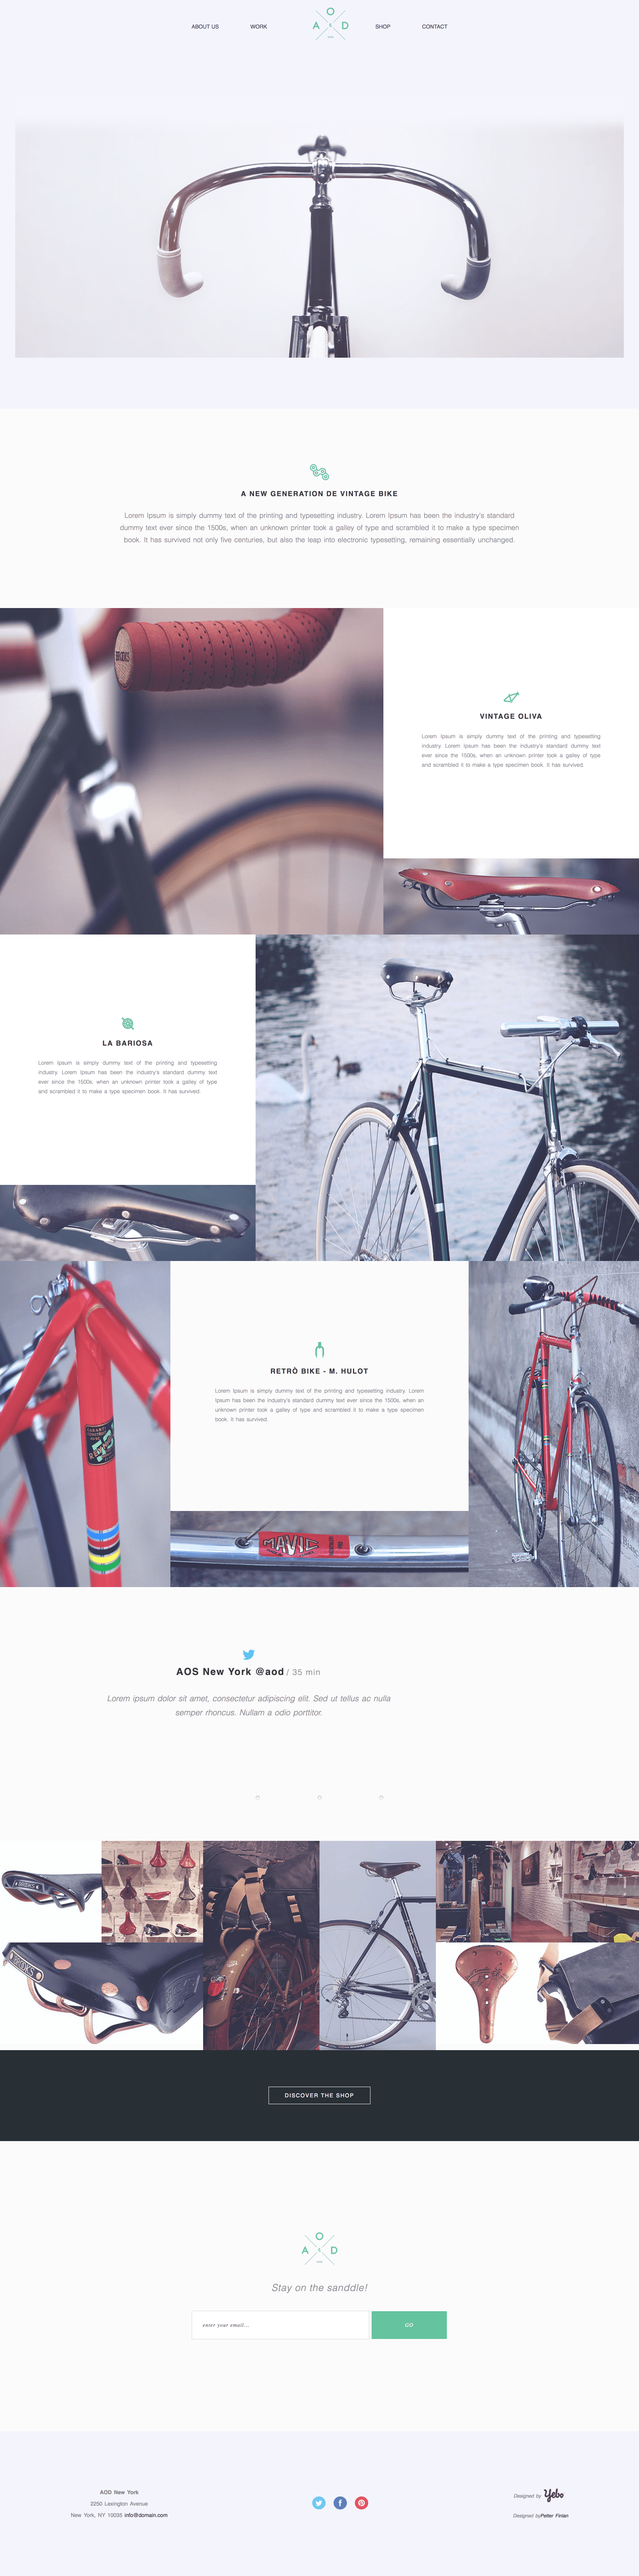 ABOUT US WORK SHOP CONTACT
O
A S D
A NEW GENERATION DE VINTAGE BIKE
Lorem Ipsum is simply dummy text of the printing and typesetting industry. Lorem Ipsum has been the industry's standard
dummy text ever since the 1500s, when an unknown printer took a galley of type and scrambled it to make a type specimen
book. It has survived not only five centuries, but also the leap into electronic typesetting, remaining essentially unchanged.
BROOKS
VINTAGE OLIVA
Lorem Ipsum is simply dummy text of the printing and typesetting
industry. Lorem Ipsum has been the industry's standard dummy text
ever since the 1500s, when an unknown printer took a galley of type
and scrambled it to make a type specimen book. It has survived.
LA BARIOSA
Lorem Ipsum is simply dummy text of the printing and typesetting
industry. Lorem Ipsum has been the industry's standard dummy text
ever since the 1500s, when an unknown printer took a galley of type
and scrambled it to make a type specimen book. It has survived.
RETRÒ BIKE - M. HULOT
Lorem Ipsum is simply dummy text of the printing and typesetting industry. Lorem
Ipsum has been the industry's standard dummy text ever since the 1500s, when an
unknown printer took a galley of type and scrambled it to make a type specimen
book. It has survived.
MAVIC
AOS New York @aod / 35 min
Lorem ipsum dolor sit amet, consectetur adipiscing elit. Sed ut tellus ac nulla
semper rhoncus. Nullam a odio porttitor.
BROOKS
DISCOVER THE SHOP
O
A S D
Stay on the sanddle!
enter your email...
GO
AOD New York
2250 Lexington Avenue
New York, NY 10035 info@domain.com
Designed by Yebo
Designed byPetter Finlan